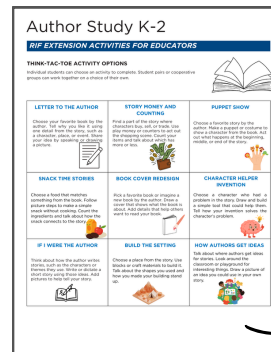 Author Study K-2
RIF EXTENSION ACTIVITIES FOR EDUCATORS
THINK-TAC-TOE ACTIVITY OPTIONS
Individual students can choose an activity to complete. Student pairs or cooperative
groups can work together on a choice of their own.
LETTER TO THE AUTHOR
Choose your favorite book by the
author. Tell why you like it using
one detail from the story, such as
a character, place, or event. Share
your idea by speaking or drawing
a picture.
STORY MONEY AND
COUNTING
Find a part of the story where
characters buy, sell, or trade. Use
play money or counters to act out
the shopping scene. Count your
items and talk about which has
more or less.
PUPPET SHOW
Choose a favorite story by the
author. Make a puppet or costume to
show a character from the book. Act
out what happens at the beginning,
middle, or end of the story.
SNACK TIME STORIES
Choose a food that matches
something from the book. Follow
picture steps to make a simple
snack without cooking. Count the
ingredients and talk about how the
snack connects to the story.
BOOK COVER REDESIGN
Pick a favorite book or imagine a
new book by the author. Draw a
cover that shows what the book is
about. Add details that help others
want to read your book.
CHARACTER HELPER
INVENTION
Choose a character who had a
problem in the story. Draw and build
a simple tool that could help them.
Tell how your invention solves the
character's problem.
IF I WERE THE AUTHOR
Think about how the author writes
stories, such as the characters or
themes they use. Write or dictate a
short story using those ideas. Add
pictures to help tell your story.
BUILD THE SETTING
Choose a place from the story. Use
blocks or craft materials to build it.
Talk about the shapes you used and
how you made your building stand
up.
HOW AUTHORS GET IDEAS
Talk about where authors get ideas
for stories. Look around the
classroom or playground for
interesting things. Draw a picture of
an idea you could use in your own
story.